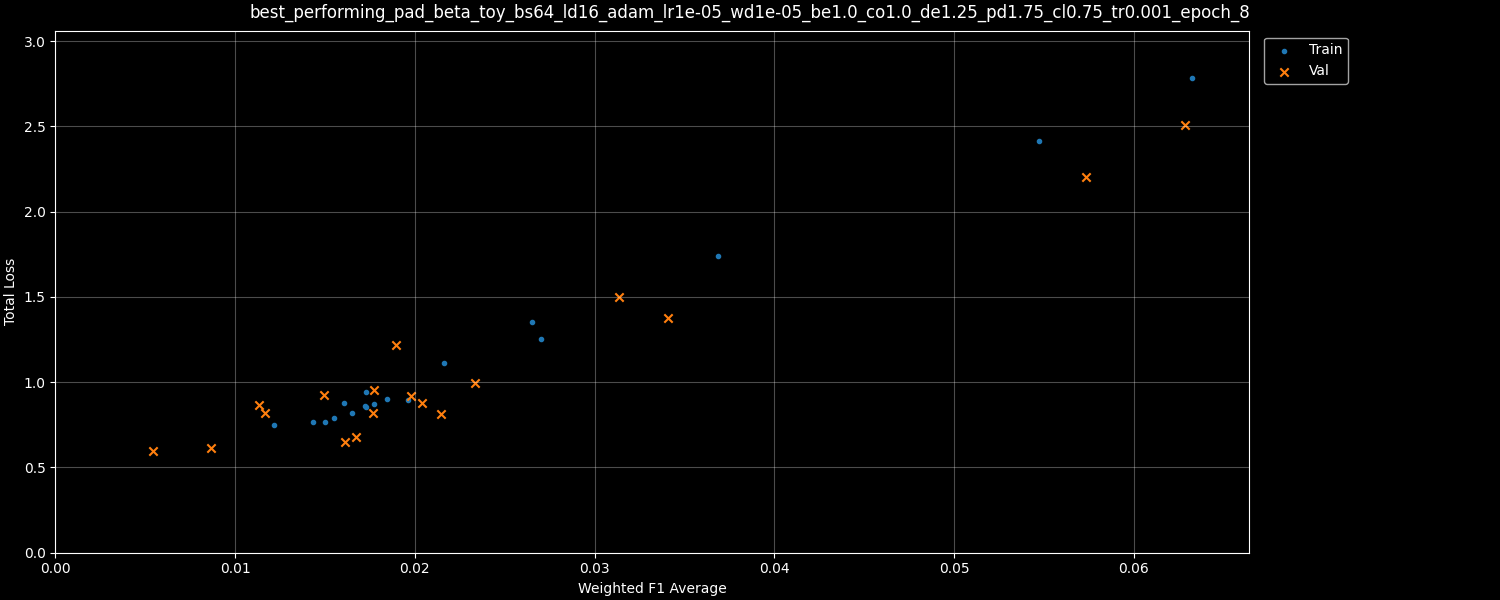 best_performing_pad_beta_toy_bs64_ld16_adam_lr1e-05_wd1e-05_be1.0_co1.0_de1.25_pd1.75_cl0.75_tr0.001_epoch_8
3.0
2.5
2.0
1.5
1.0
0.5
0.0
Total Loss
0.00 0.01 0.02 0.03 0.04 0.05 0.06
Weighted F1 Average
Train
Val